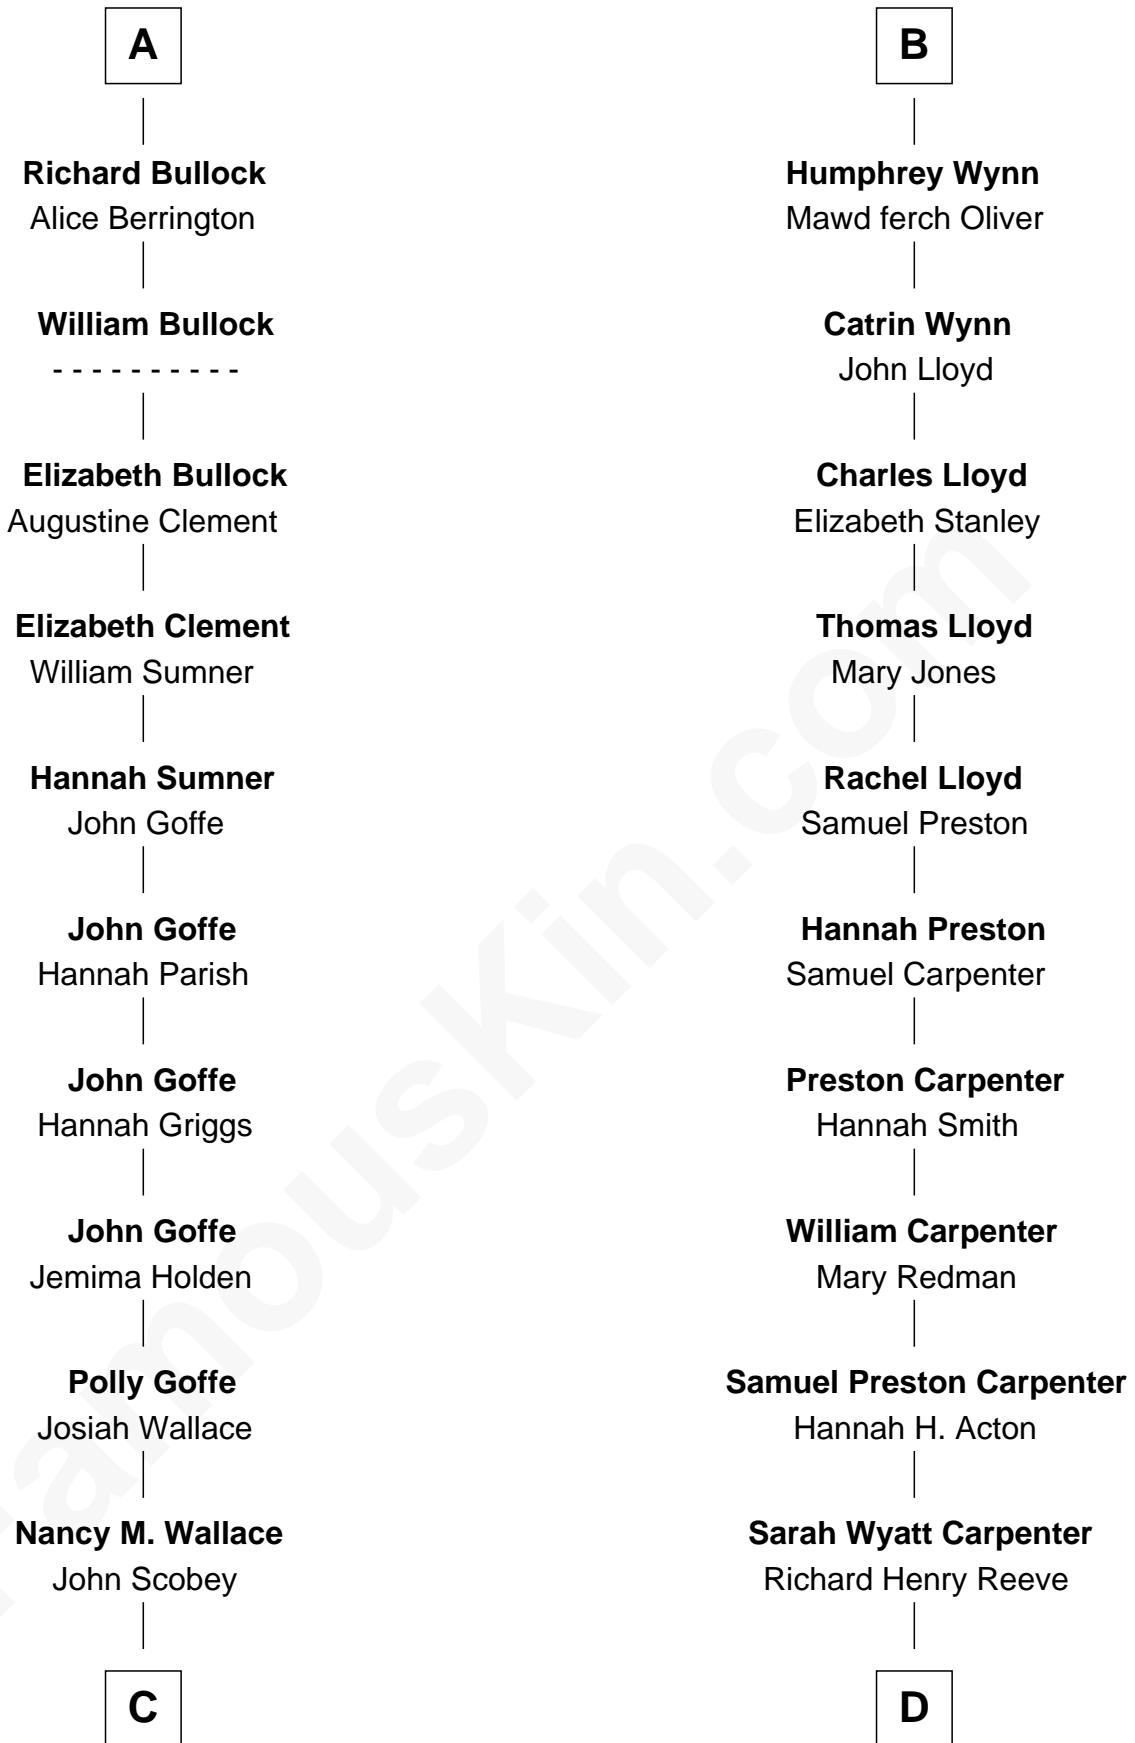 A
Richard Bullock
Alice Berrington
William Bullock
- - - - - - - - - -
Elizabeth Bullock
Augustine Clement
Elizabeth Clement
William Sumner
Hannah Sumner
John Goffe
John Goffe
Hannah Parish
John Goffe
Hannah Griggs
John Goffe
Jemima Holden
Polly Goffe
Josiah Wallace
Nancy M. Wallace
John Scobey
C
B
Humphrey Wynn
Mawd ferch Oliver
Catrin Wynn
John Lloyd
Charles Lloyd
Elizabeth Stanley
Thomas Lloyd
Mary Jones
Rachel Lloyd
Samuel Preston
Hannah Preston
Samuel Carpenter
Preston Carpenter
Hannah Smith
William Carpenter
Mary Redman
Samuel Preston Carpenter
Hannah H. Acton
Sarah Wyatt Carpenter
Richard Henry Reeve
D
FamousKin.com